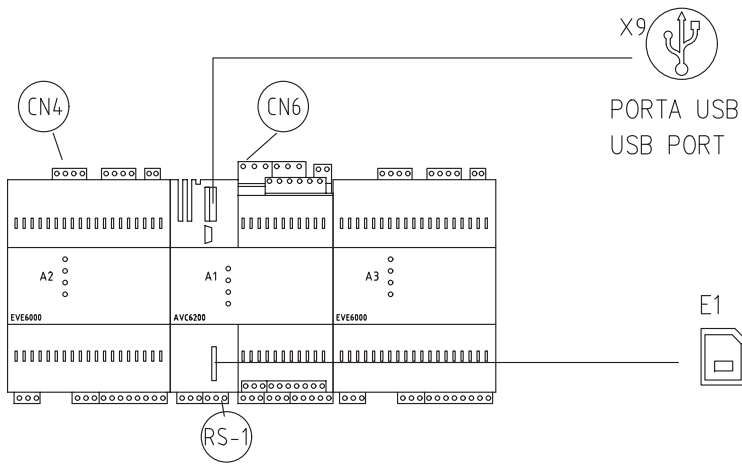 X9
CN4
CN6
PORTA USB
USB PORT
A2
A1
A3
EVE6000
AVC6200
EVE6000
E1
RS-1